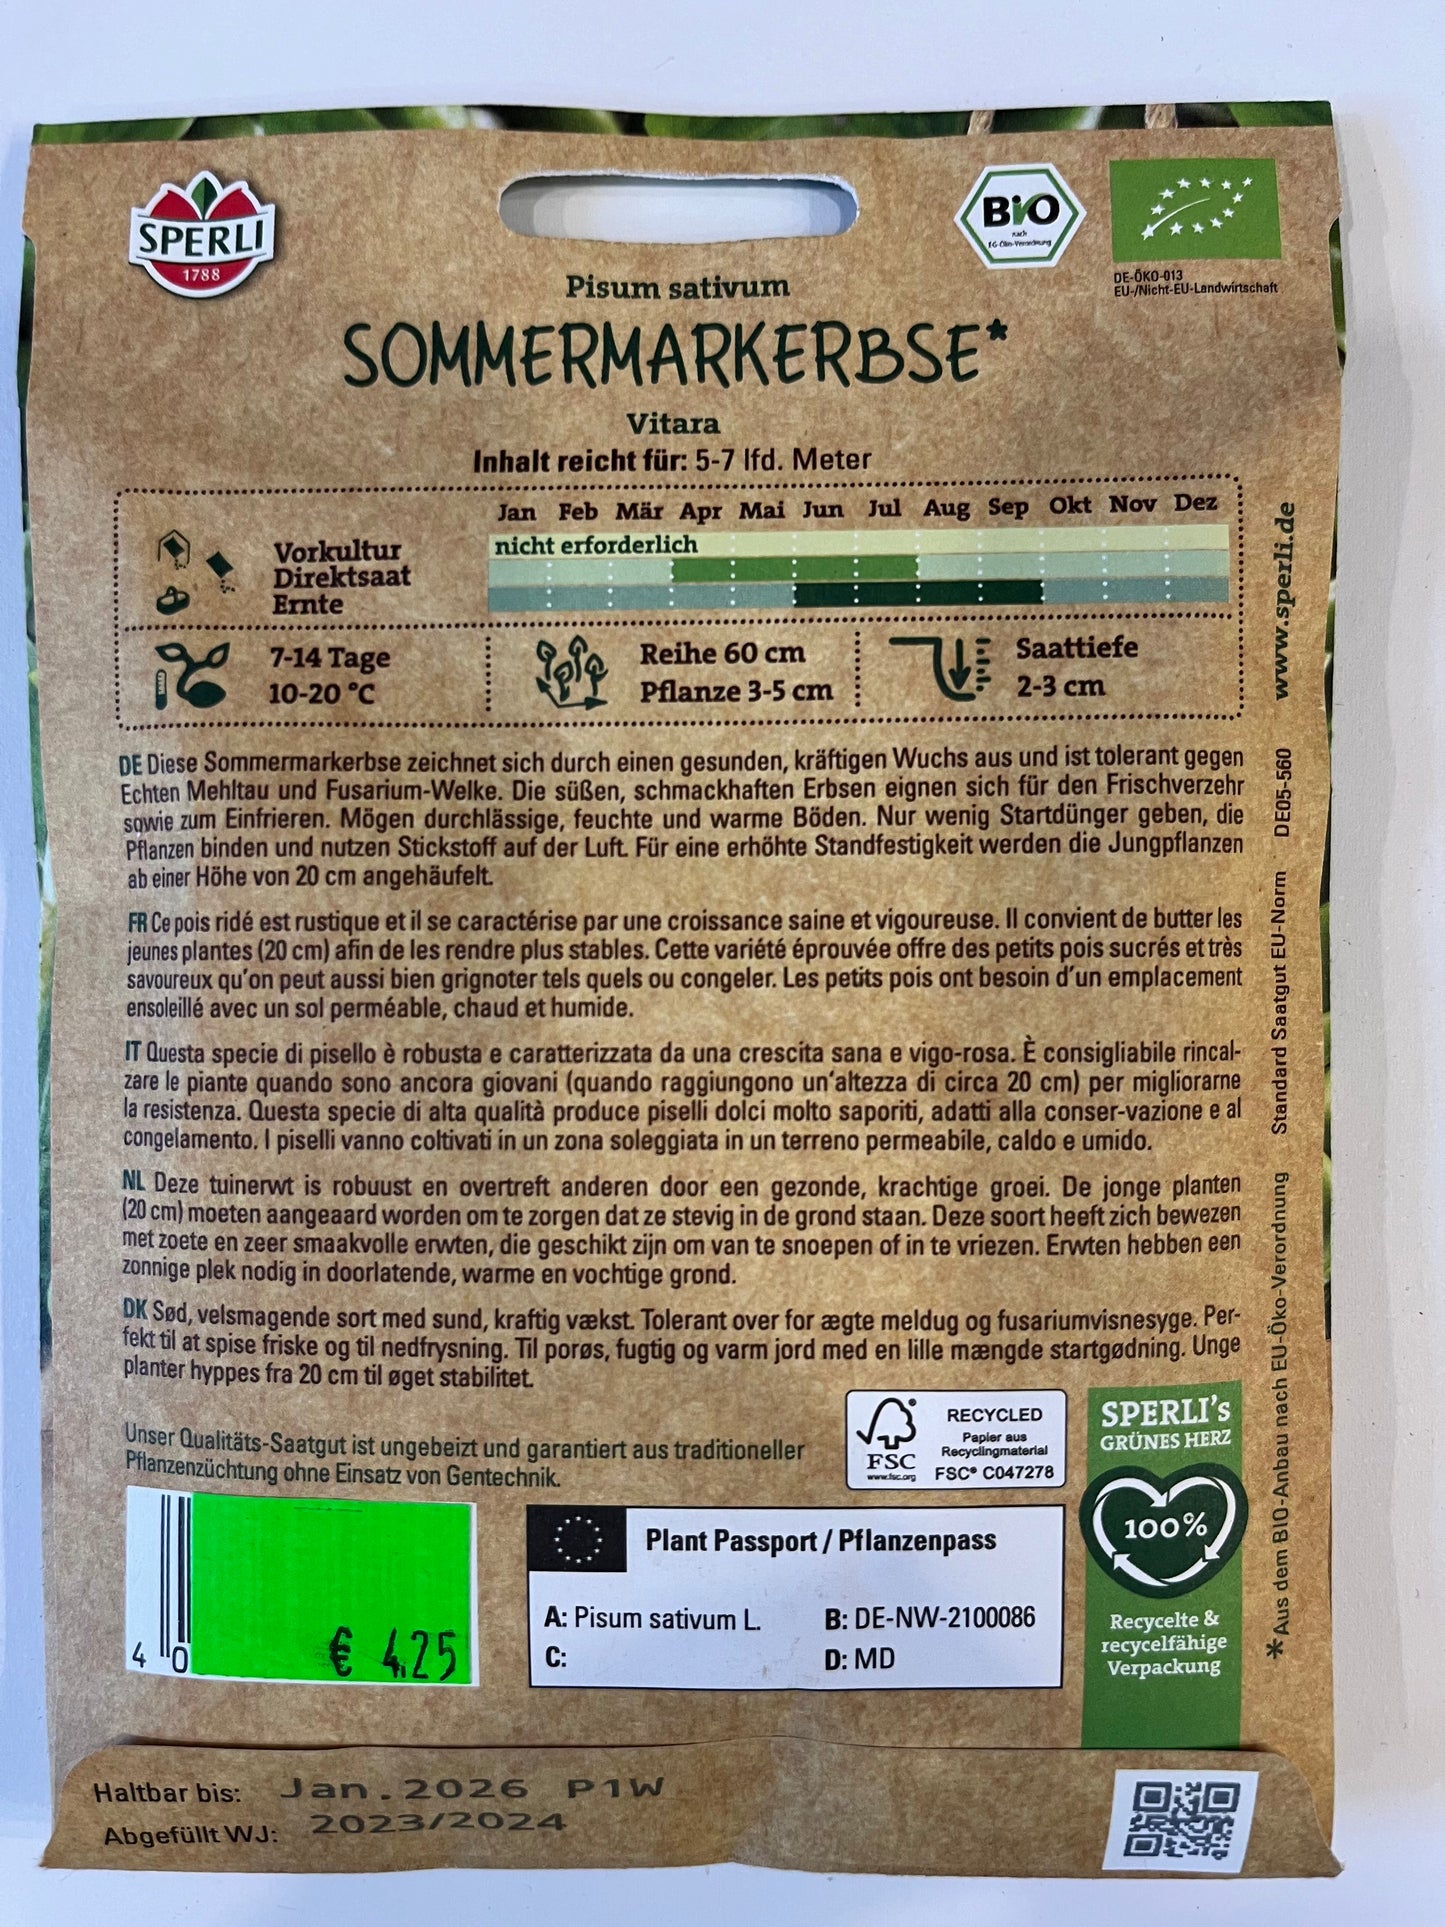 SPERLI
1788
BiO
nach
EG-Öko-Verordnung
DE-ÖKO-013
EU-/Nicht-EU-Landwirtschaft
Pisum sativum
SOMMERMARKERBSE*
Vitara
Inhalt reicht für: 5-7 lfd. Meter
Jan Feb Mär Apr Mai Jun Jul Aug Sep Okt Nov Dez
Vorkultur nicht erforderlich
Direktsaat
Ernte
7-14 Tage
10-20 °C
Reihe 60 cm
Pflanze 3-5 cm
Saattiefe
2-3 cm
DE Diese Sommermarkerbse zeichnet sich durch einen gesunden, kräftigen Wuchs aus und ist tolerant gegen
Echten Mehltau und Fusarium-Welke. Die süßen, schmackhaften Erbsen eignen sich für den Frischverzehr
sowie zum Einfrieren. Mögen durchlässige, feuchte und warme Böden. Nur wenig Startdünger geben, die
Pflanzen binden und nutzen Stickstoff auf der Luft. Für eine erhöhte Standfestigkeit werden die Jungpflanzen
ab einer Höhe von 20 cm angehäufelt.
FR Ce pois ridé est rustique et il se caractérise par une croissance saine et vigoureuse. Il convient de butter les
jeunes plantes (20 cm) afin de les rendre plus stables. Cette variété éprouvée offre des petits pois sucrés et très
savoureux qu'on peut aussi bien grignoter tels quels ou congeler. Les petits pois ont besoin d'un emplacement
ensoleillé avec un sol perméable, chaud et humide.
IT Questa specie di pisello è robusta e caratterizzata da una crescita sana e vigo-rosa. È consigliabile rincal-
zare le piante quando sono ancora giovani (quando raggiungono un'altezza di circa 20 cm) per migliorarne
la resistenza. Questa specie di alta qualità produce piselli dolci molto saporiti, adatti alla conser-vazione e al
congelamento. I piselli vanno coltivati in un zona soleggiata in un terreno permeabile, caldo e umido.
NL Deze tuinerwt is robuust en overtreft anderen door een gezonde, krachtige groei. De jonge planten
(20 cm) moeten aangeaard worden om te zorgen dat ze stevig in de grond staan. Deze soort heeft zich bewezen
met zoete en zeer smaakvolle erwten, die geschikt zijn om van te snoepen of in te vriezen. Erwten hebben een
zonnige plek nodig in doorlatende, warme en vochtige grond.
DK Sød, velsmagende sort med sund, kraftig vækst. Tolerant over for ægte meldug og fusariumvisnesyge. Per-
fekt til at spise friske og til nedfrysning. Til porøs, fugtig og varm jord med en lille mængde startgødning. Unge
planter hyppes fra 20 cm til øget stabilitet.
Unser Qualitäts-Saatgut ist ungebeizt und garantiert aus traditioneller
Pflanzenzüchtung ohne Einsatz von Gentechnik.
FSC
www.fsc.org
RECYCLED
Papier aus
Recyclingmaterial
FSC® C047278
SPERLI's
GRÜNES HERZ
100%
Recycelte &
recycelfähige
Verpackung
4 0
€ 4,25
Plant Passport / Pflanzenpass
A: Pisum sativum L. B: DE-NW-2100086
C: D: MD
Haltbar bis: Jan.2026 P1W
Abgefüllt WJ: 2023/2024
*Aus dem BIO-Anbau nach EU-Öko-Verordnung Standard Saatgut EU-Norm DE05-560 www.sperli.de